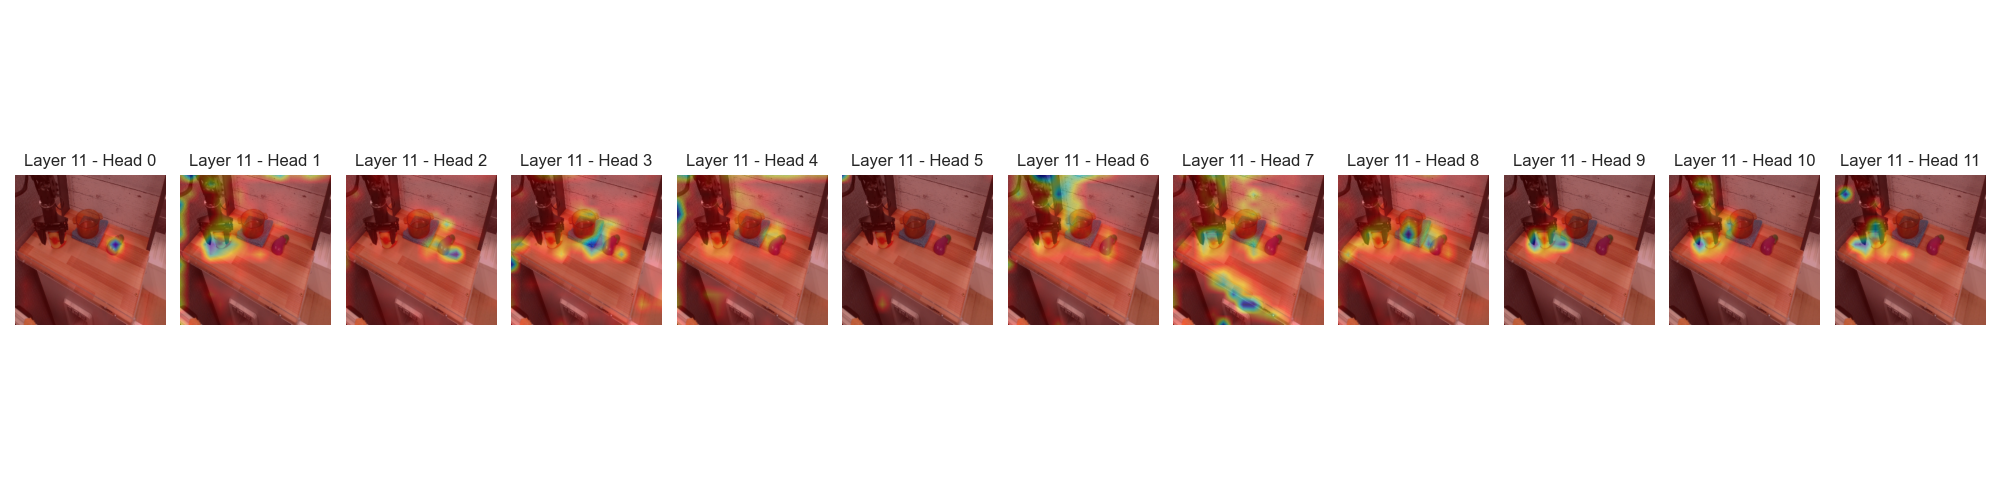 Layer 11 - Head 0
Layer 11 - Head 1
Layer 11 - Head 2
Layer 11 - Head 3
Layer 11 - Head 4
Layer 11 - Head 5
Layer 11 - Head 6
Layer 11 - Head 7
Layer 11 - Head 8
Layer 11 - Head 9
Layer 11 - Head 10
Layer 11 - Head 11